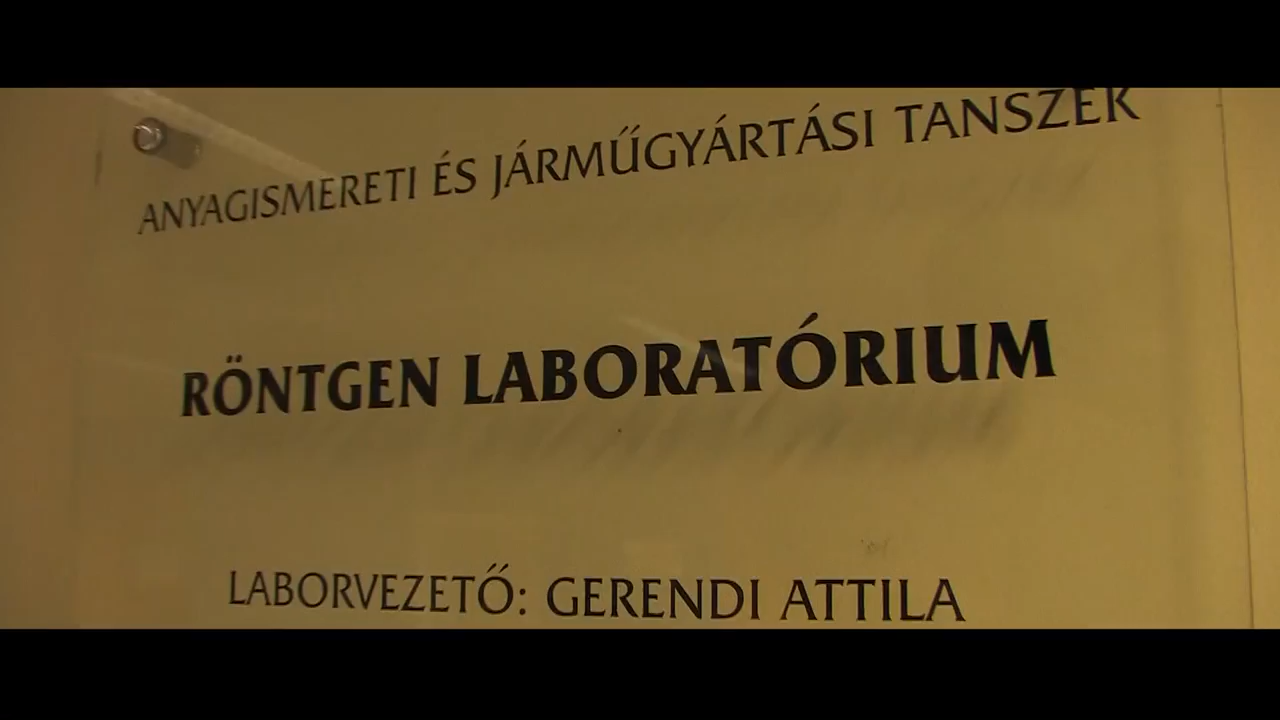 ANYAGISMERETI ÉS JÁRMŰGYÁRTÁSI TANSZÉK
RÖNTGEN LABORATÓRIUM
LABORVEZETŐ: GERENDI ATTILA